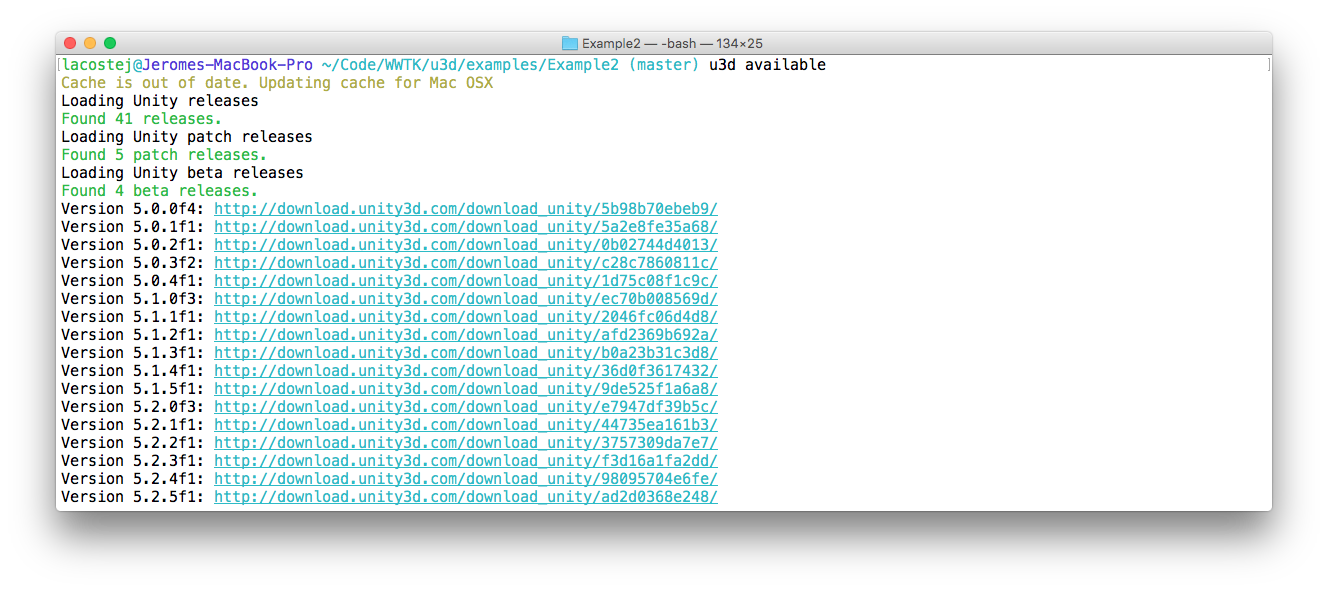 Example2 — -bash — 134×25
[lacostej@Jeromes-MacBook-Pro ~/Code/WWTK/u3d/examples/Example2 (master) u3d available ]
Cache is out of date. Updating cache for Mac OSX
Loading Unity releases
Found 41 releases.
Loading Unity patch releases
Found 5 patch releases.
Loading Unity beta releases
Found 4 beta releases.
Version 5.0.0f4: http://download.unity3d.com/download_unity/5b98b70ebeb9/
Version 5.0.1f1: http://download.unity3d.com/download_unity/5a2e8fe35a68/
Version 5.0.2f1: http://download.unity3d.com/download_unity/0b02744d4013/
Version 5.0.3f2: http://download.unity3d.com/download_unity/c28c7860811c/
Version 5.0.4f1: http://download.unity3d.com/download_unity/1d75c08f1c9c/
Version 5.1.0f3: http://download.unity3d.com/download_unity/ec70b008569d/
Version 5.1.1f1: http://download.unity3d.com/download_unity/2046fc06d4d8/
Version 5.1.2f1: http://download.unity3d.com/download_unity/afd2369b692a/
Version 5.1.3f1: http://download.unity3d.com/download_unity/b0a23b31c3d8/
Version 5.1.4f1: http://download.unity3d.com/download_unity/36d0f3617432/
Version 5.1.5f1: http://download.unity3d.com/download_unity/9de525f1a6a8/
Version 5.2.0f3: http://download.unity3d.com/download_unity/e7947df39b5c/
Version 5.2.1f1: http://download.unity3d.com/download_unity/44735ea161b3/
Version 5.2.2f1: http://download.unity3d.com/download_unity/3757309da7e7/
Version 5.2.3f1: http://download.unity3d.com/download_unity/f3d16a1fa2dd/
Version 5.2.4f1: http://download.unity3d.com/download_unity/98095704e6fe/
Version 5.2.5f1: http://download.unity3d.com/download_unity/ad2d0368e248/